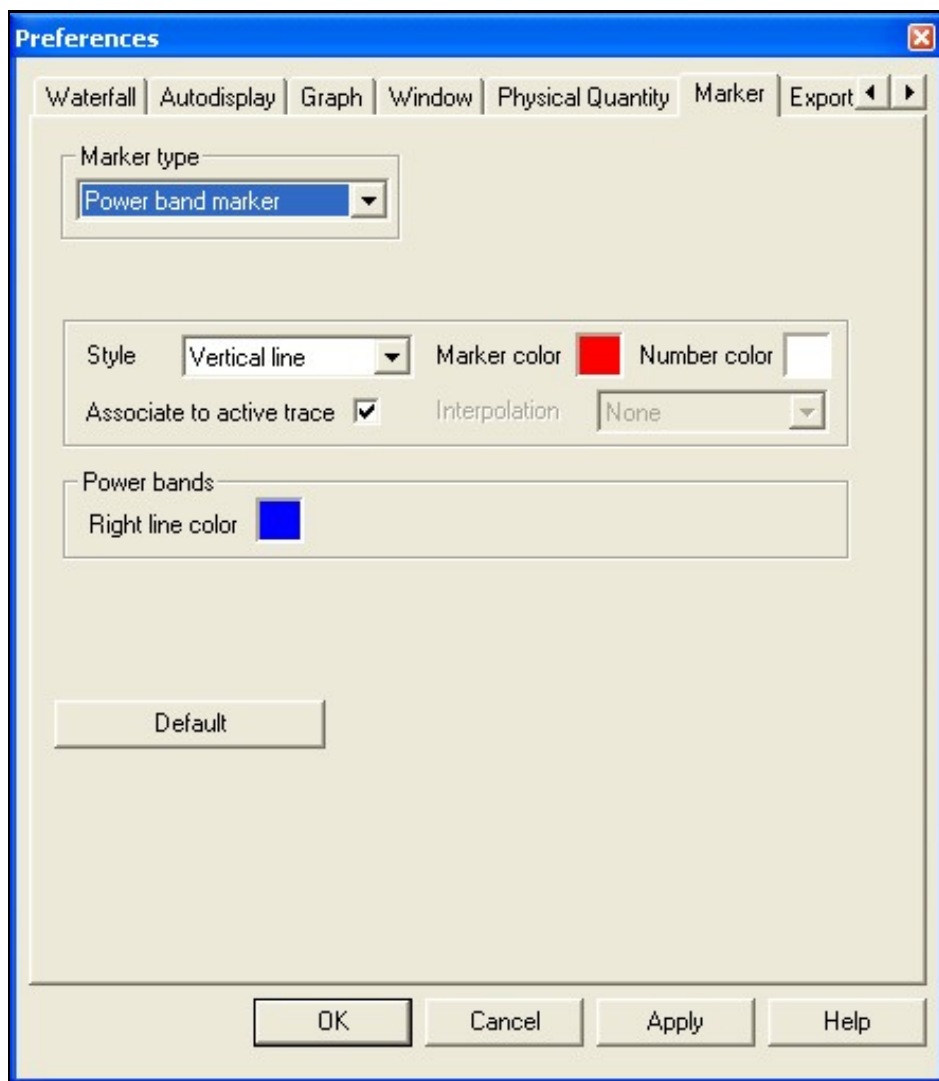 Preferences
Waterfall Autodisplay Graph Window Physical Quantity Marker Export
Marker type
Power band marker
Style Vertical line Marker color Number color
Associate to active trace Interpolation None
Power bands
Right line color
Default
OK Cancel Apply Help